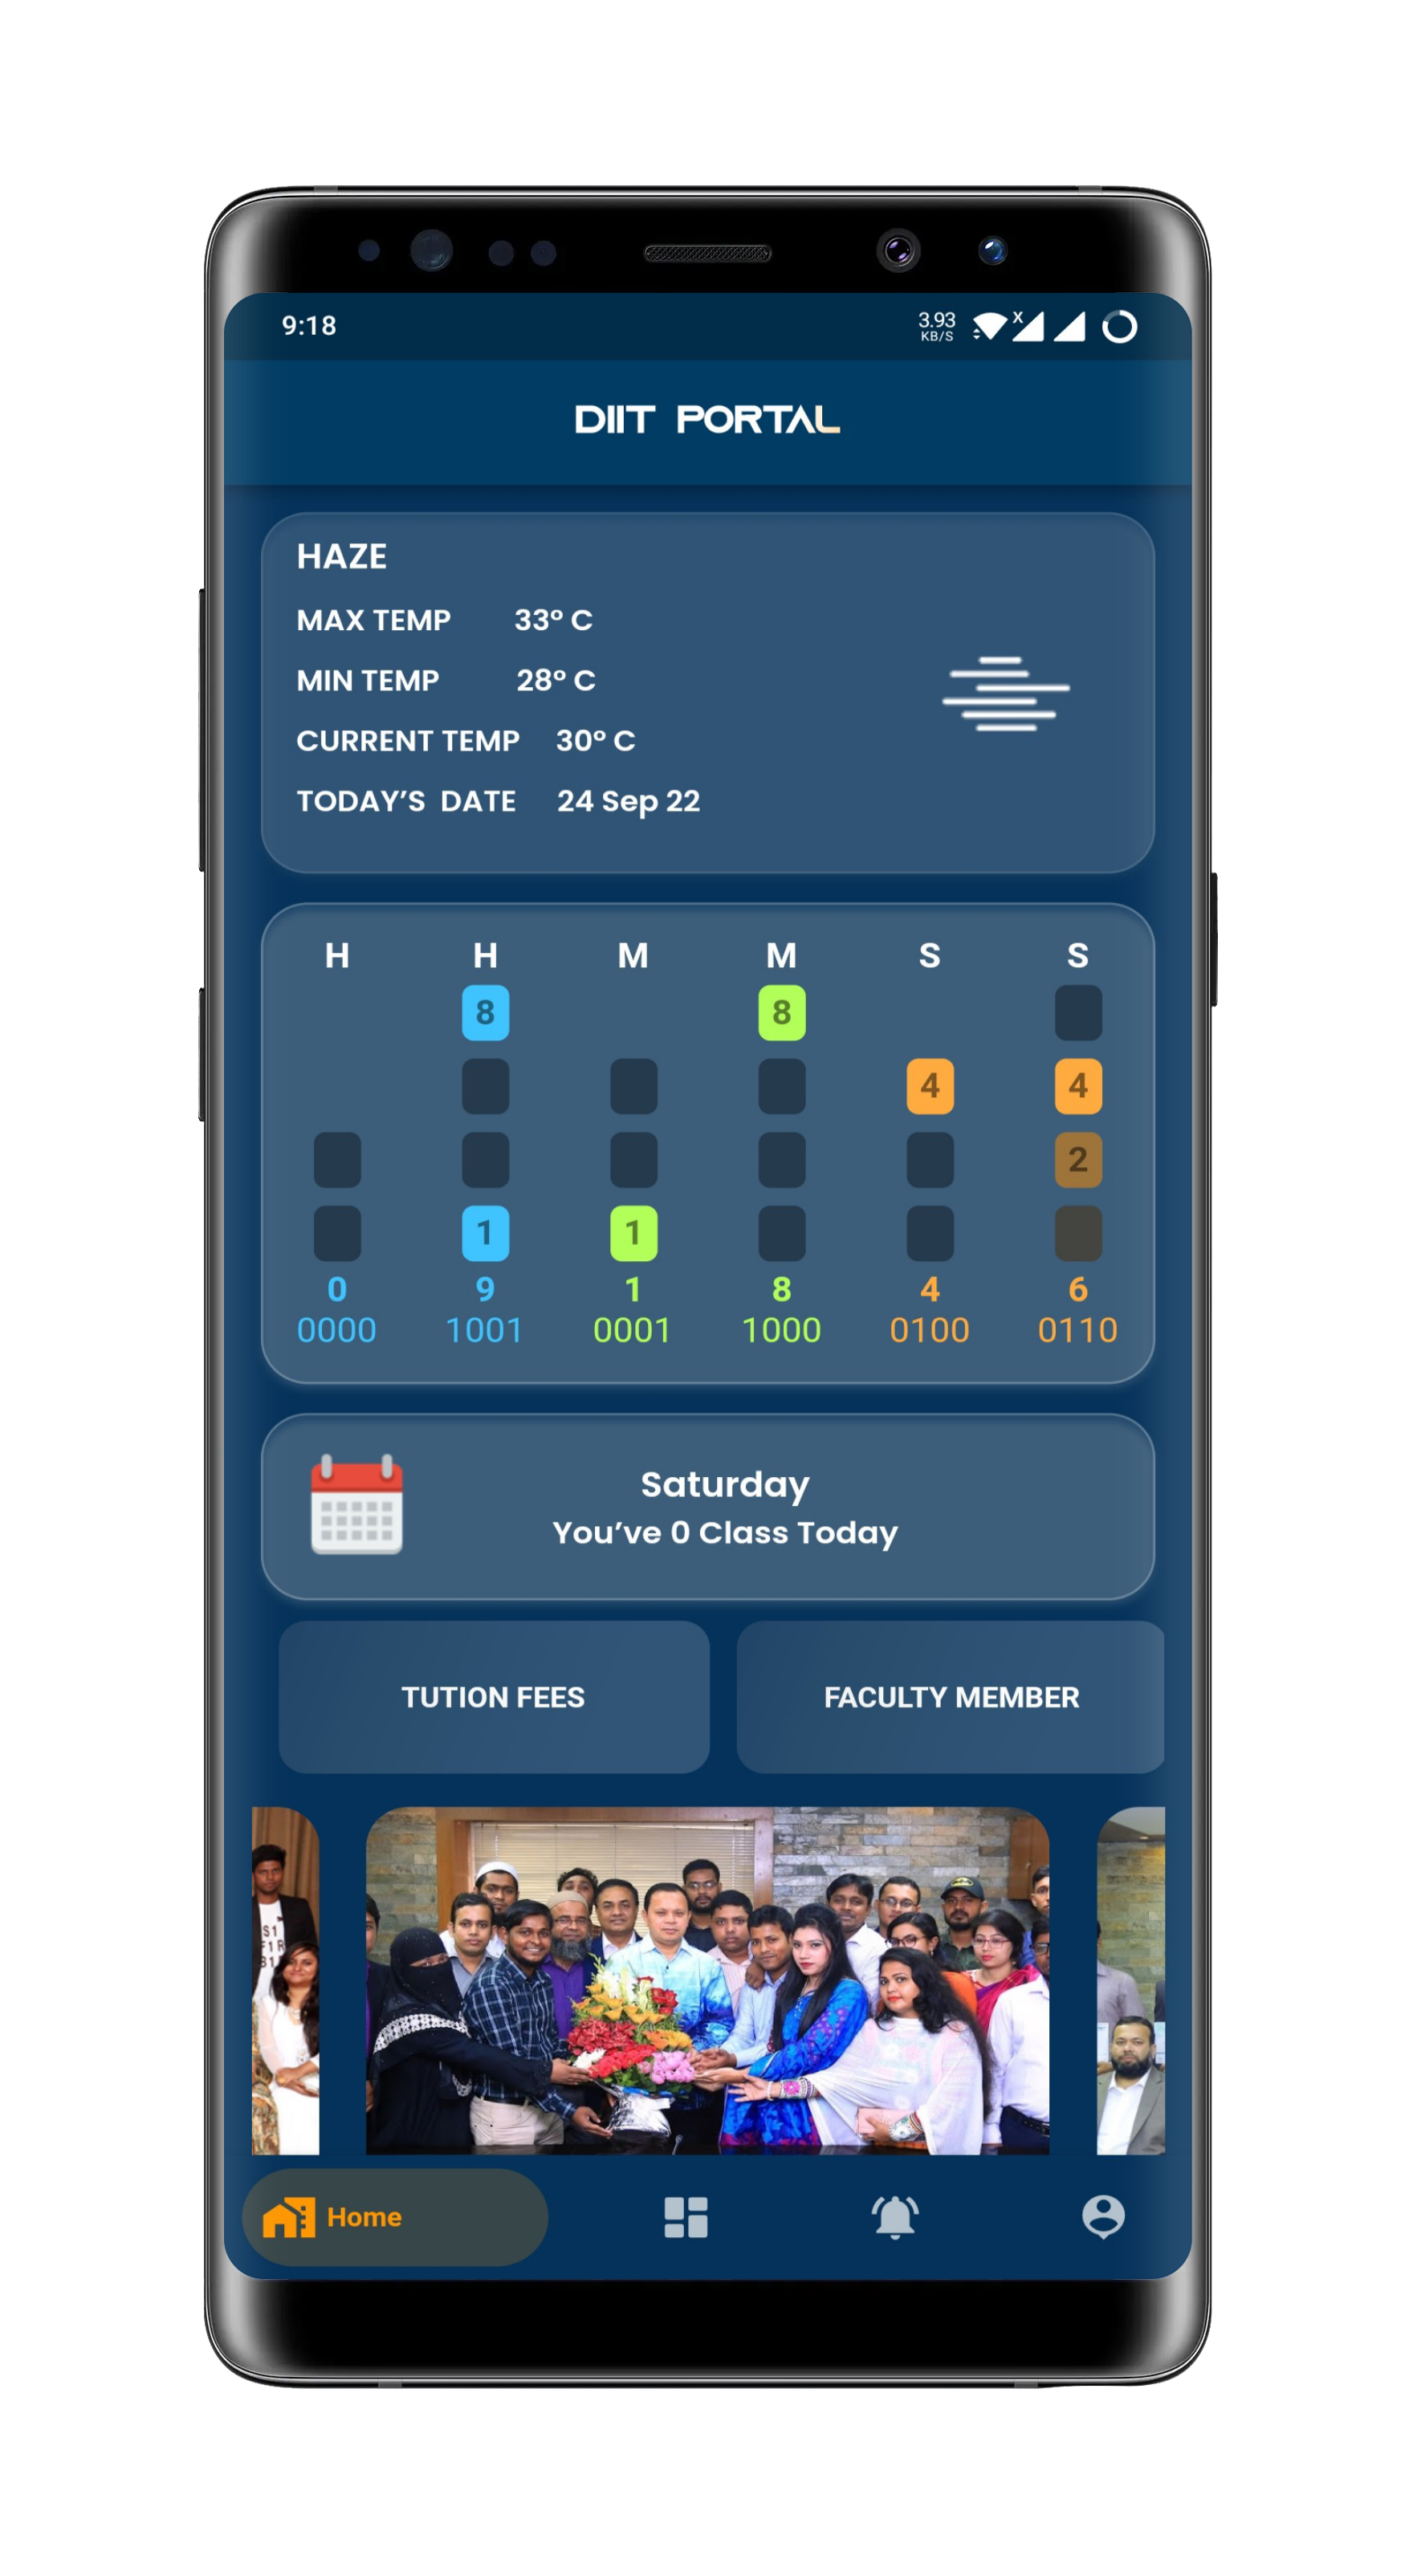 9:18
3.93
KB/S
X
DIIT PORTAL
HAZE
MAX TEMP 33° C
MIN TEMP 28° C
CURRENT TEMP 30° C
TODAY’S DATE 24 Sep 22
H H M M S S
8 8
4 4
2
1 1
0 9 1 8 4 6
0000 1001 0001 1000 0100 0110
Saturday
You’ve 0 Class Today
TUTION FEES FACULTY MEMBER
Home